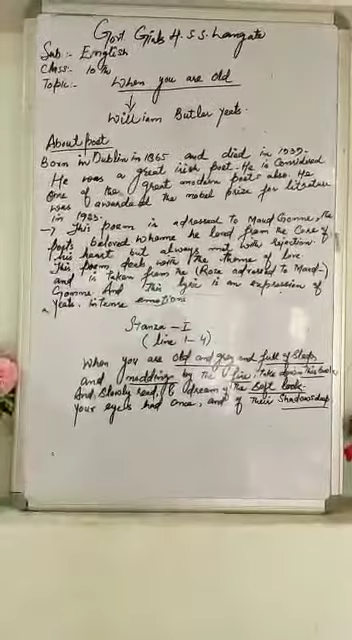 Govt Girls H.S.S. Langate
Sub:- English
Class:- 10th
Topic:- When you are old
↓
William Butler Yeats.
About poet
Born in Dublin in 1865 and died in 1939.
He was a great irish poet. He is Considered
One of the great modern poets also. He
was awarded the nobel prize for literature
in 1923.
→ This poem is adressed to Maud Gonne, the
poets beloved whome he loved from the Core of
his heart but always met with rejection
This poem deals with the theme of love
and is taken from the (Rose adressed to Maud-
Gonne. And this lyric is an expression of
Yeats, intense emotions
Stanza - I
(line 1- 4)
When you are old and grey and full of Sleep
and nodding by the fire, take down this book
And slowly read, & dream of the soft look
your eyes had once, and of their Shadows deep